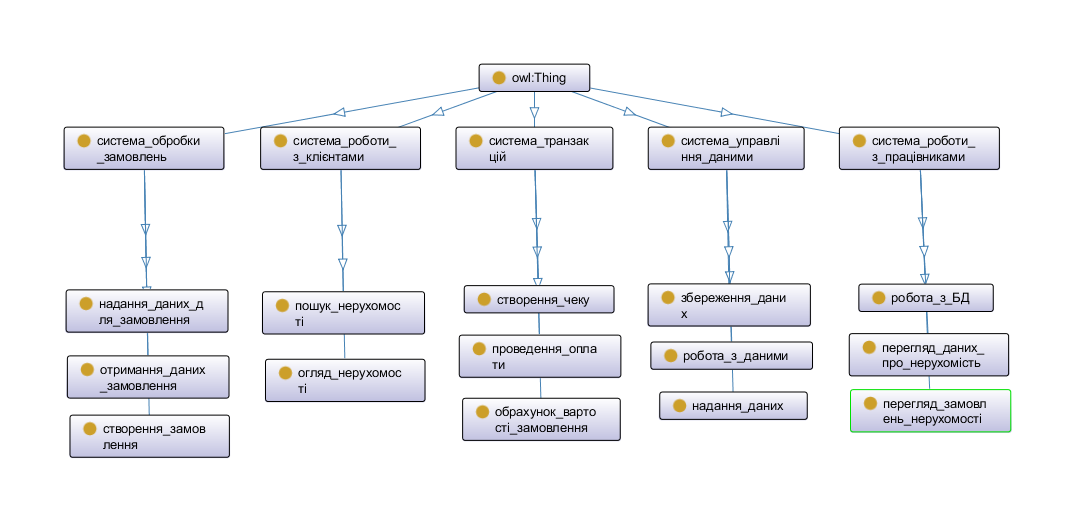 owl:Thing
система_обробки
_замовлень
система_роботи_
з_клієнтами
система_транзак
цій
система_управлі
ння_даними
система_роботи_
з_працівниками
надання_даних_д
ля_замовлення
отримання_даних
_замовлення
створення_замов
лення
пошук_нерухомос
ті
огляд_нерухомос
ті
створення_чеку
проведення_опла
ти
обрахунок_варто
сті_замовлення
збереження_дани
х
робота_з_даними
надання_даних
робота_з_БД
перегляд_даних_
про_нерухомість
перегляд_замовл
ень_нерухомості